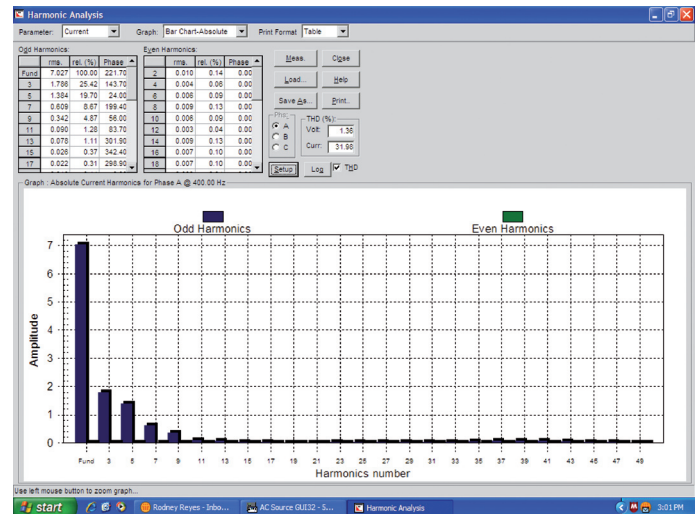 Harmonic Analysis
Parameter: Current Graph: Bar Chart-Absolute Print Format Table
Odd Harmonics:
rms. rel. (%) Phase
Fund 7.027 100.00 221.70
3 1.786 25.42 143.70
5 1.384 19.70 24.00
7 0.609 8.67 199.40
9 0.342 4.87 56.00
11 0.090 1.28 83.70
13 0.078 1.11 301.90
15 0.026 0.37 342.40
17 0.022 0.31 298.90
Even Harmonics:
rms. rel. (%) Phase
2 0.010 0.14 0.00
4 0.004 0.06 0.00
6 0.006 0.09 0.00
8 0.009 0.13 0.00
10 0.006 0.09 0.00
12 0.003 0.04 0.00
14 0.009 0.13 0.00
16 0.007 0.10 0.00
18 0.007 0.10 0.00
Meas. Close
Load... Help
Save As... Print..
Phs:
A
B
C
THD (%):
Volt: 1.36
Curr: 31.98
Setup Log THD
Graph : Absolute Current Harmonics for Phase A @ 400.00 Hz
Odd Harmonics Even Harmonics
Amplitude
7
6
5
4
3
2
1
0
Fund 3 5 7 9 11 13 15 17 19 21 23 25 27 29 31 33 35 37 39 41 43 45 47 49
Harmonics number
Use left mouse button to zoom graph...
start Rodney Reyes - Inbo... AC Source GUI32 - S... Harmonic Analysis 3:01 PM